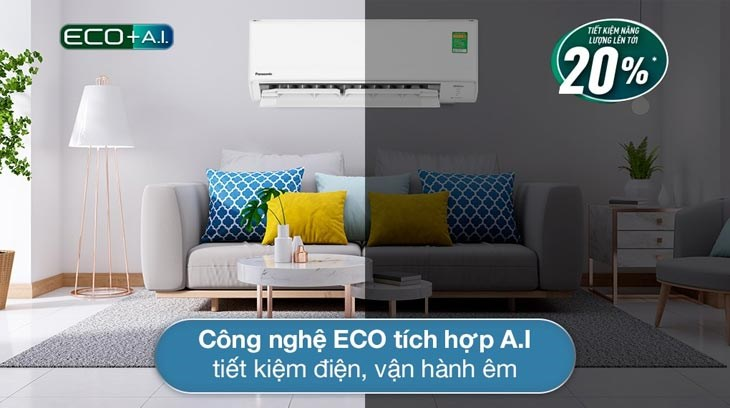 ECO+A.I.
TIẾT KIỆM NĂNG
LƯỢNG LÊN TỚI
20%*
Panasonic
Công nghệ ECO tích hợp A.I
tiết kiệm điện, vận hành êm